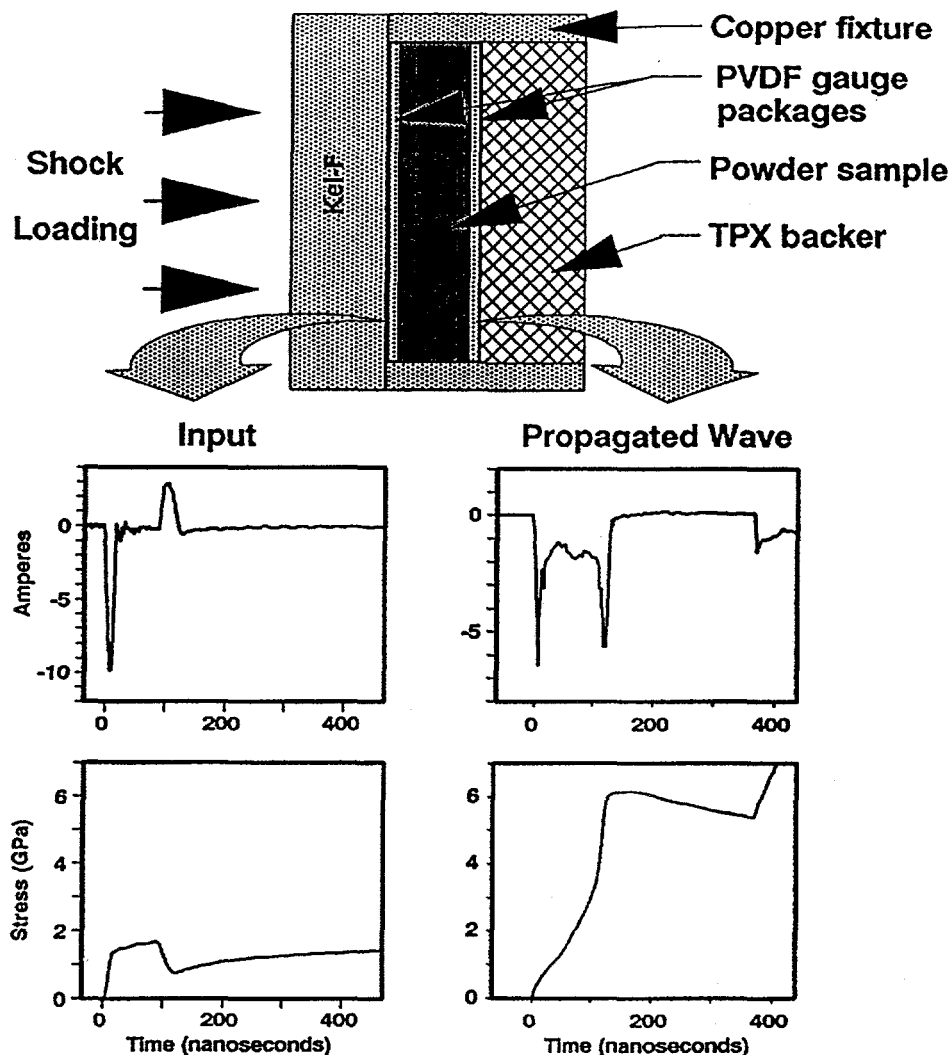 Copper fixture
PVDF gauge
packages
Shock
Loading
Kel-F
Powder sample
TPX backer
Input
Propagated Wave
Amperes
0
-5
-10
0
200
400
0
-5
0
200
400
Stress (GPa)
6
4
2
0
0
200
400
Time (nanoseconds)
6
4
2
0
0
200
400
Time (nanoseconds)